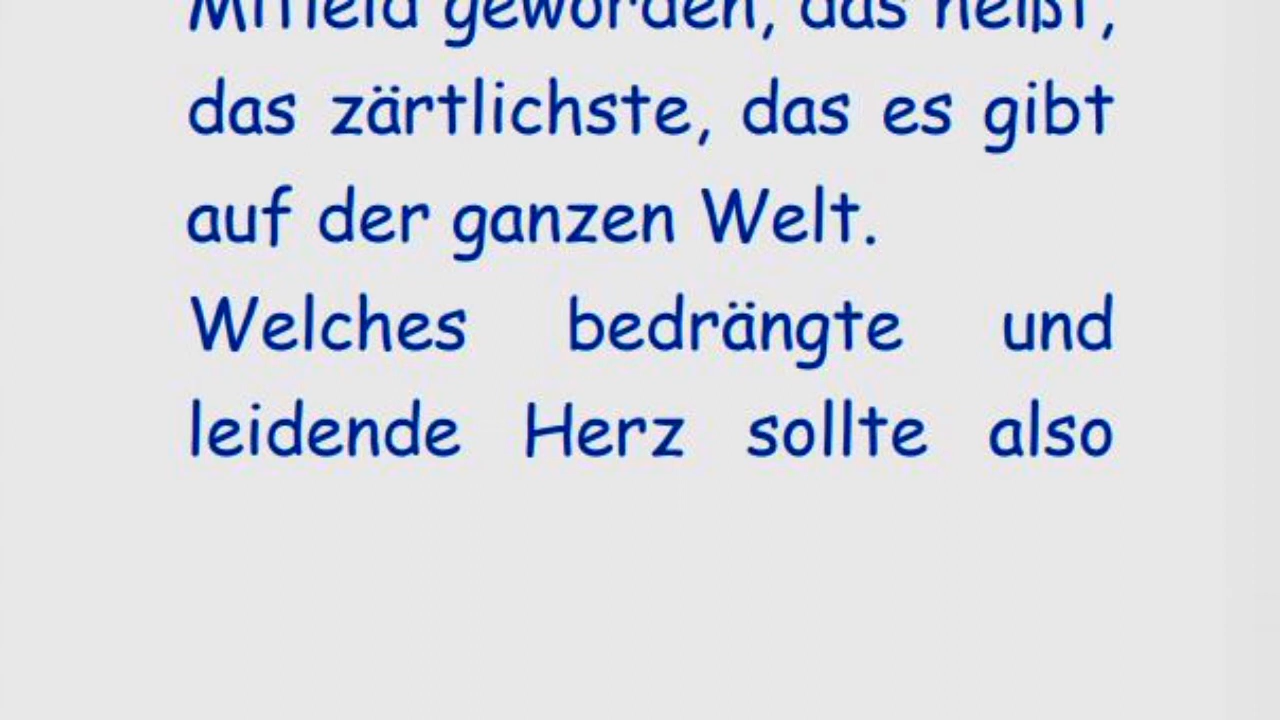 Mitleid geworden, das heißt,
das zärtlichste, das es gibt
auf der ganzen Welt.
Welches bedrängte und
leidende Herz sollte also